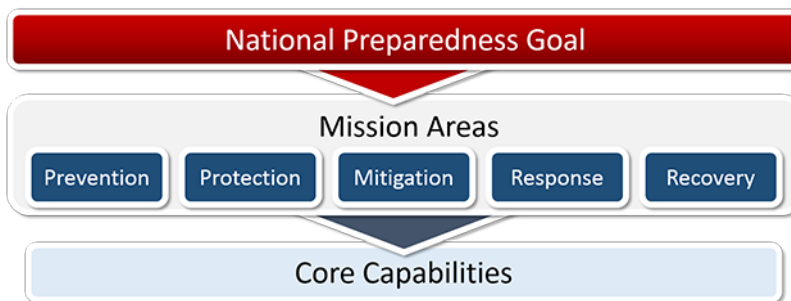 National Preparedness Goal
Mission Areas
Prevention Protection Mitigation Response Recovery
Core Capabilities